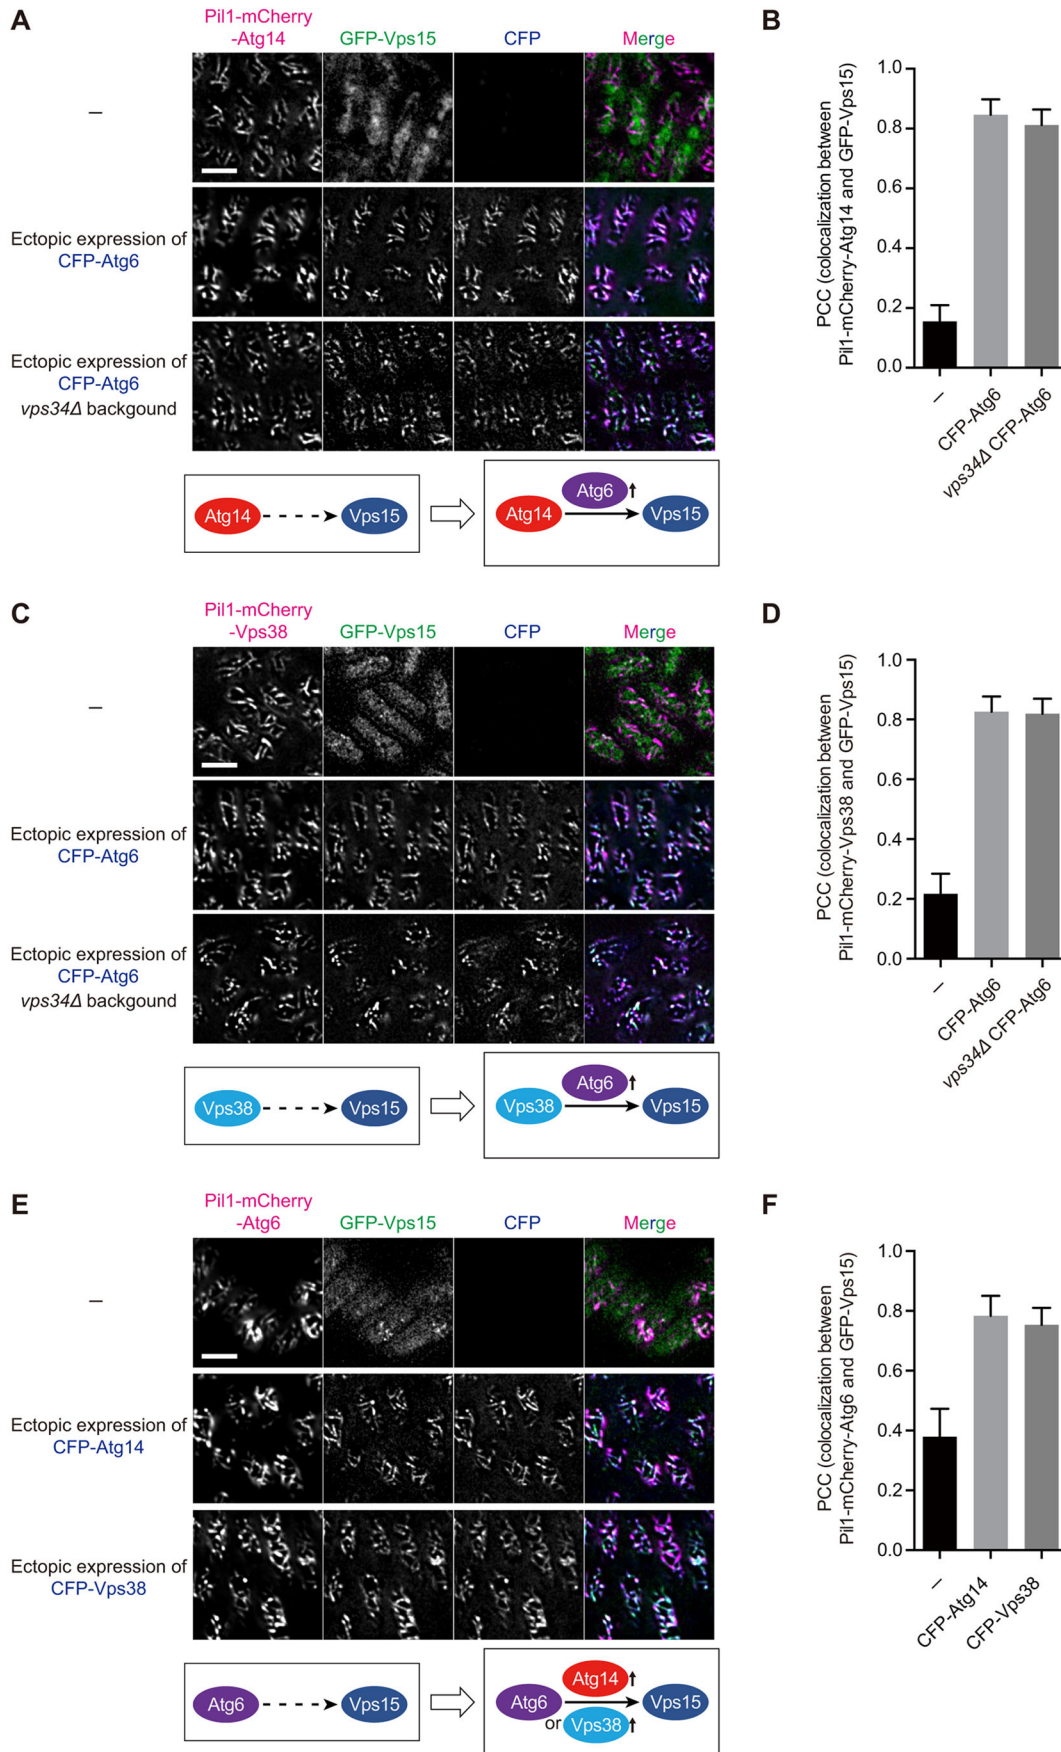 A
Pil1-mCherry
-Atg14
GFP-Vps15
CFP
Merge
–
Ectopic expression of
CFP-Atg6
Ectopic expression of
CFP-Atg6
vps34Δ backgound
Atg14
Vps15
Atg6
Atg14
Vps15
B
PCC (colocalization between
Pil1-mCherry-Atg14 and GFP-Vps15)
1.0
0.8
0.6
0.4
0.2
0.0
–
CFP-Atg6
vps34Δ CFP-Atg6
C
Pil1-mCherry
-Vps38
GFP-Vps15
CFP
Merge
–
Ectopic expression of
CFP-Atg6
Ectopic expression of
CFP-Atg6
vps34Δ backgound
Vps38
Vps15
Atg6
Vps38
Vps15
D
PCC (colocalization between
Pil1-mCherry-Vps38 and GFP-Vps15)
1.0
0.8
0.6
0.4
0.2
0.0
–
CFP-Atg6
vps34Δ CFP-Atg6
E
Pil1-mCherry
-Atg6
GFP-Vps15
CFP
Merge
–
Ectopic expression of
CFP-Atg14
Ectopic expression of
CFP-Vps38
Atg6
Vps15
Atg14
Atg6
Vps15
or
Vps38
F
PCC (colocalization between
Pil1-mCherry-Atg6 and GFP-Vps15)
1.0
0.8
0.6
0.4
0.2
0.0
–
CFP-Atg14
CFP-Vps38